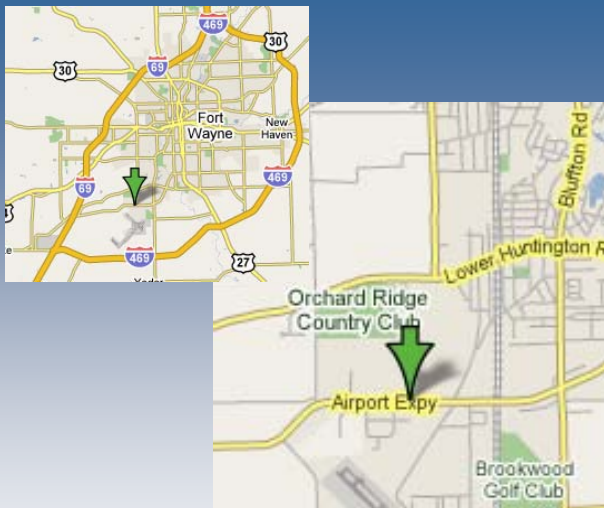 469
30
69
30
Fort
Wayne
New
Haven
469
69
469
27
Bluffton Rd
Lower Huntington R
Orchard Ridge
Country Club
Airport Expy
Brookwood
Golf Club